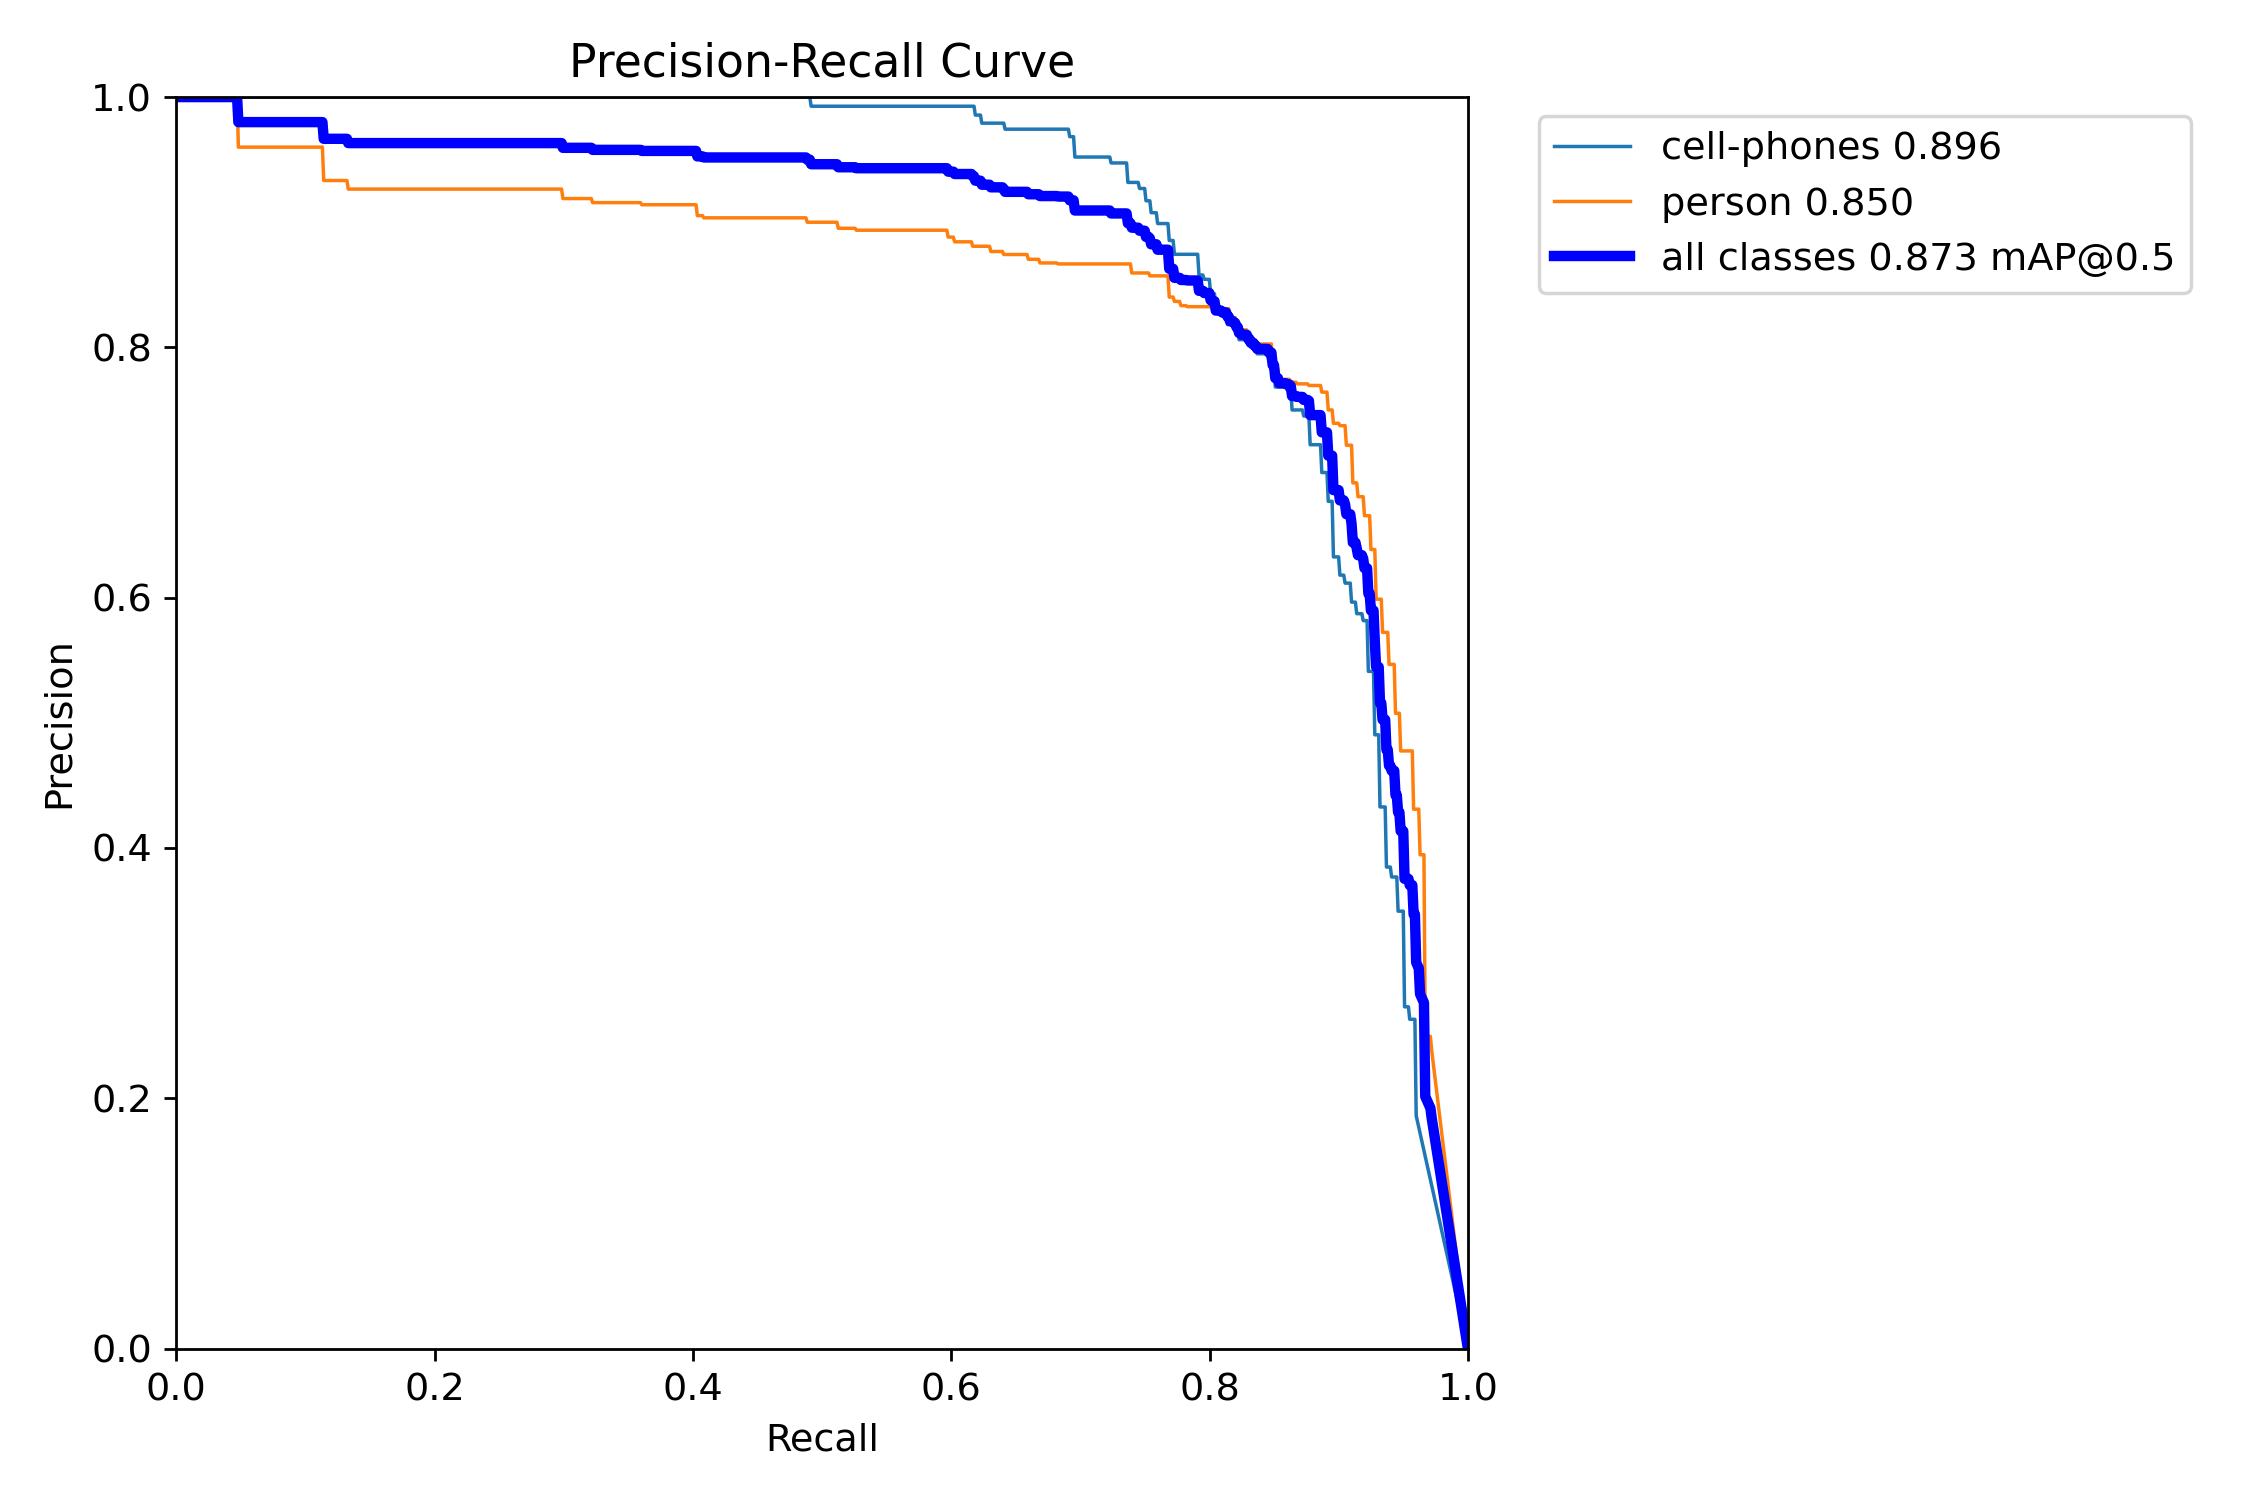 Precision-Recall Curve
cell-phones 0.896
person 0.850
all classes 0.873 mAP@0.5
Precision
1.0
0.8
0.6
0.4
0.2
0.0
0.0 0.2 0.4 0.6 0.8 1.0
Recall